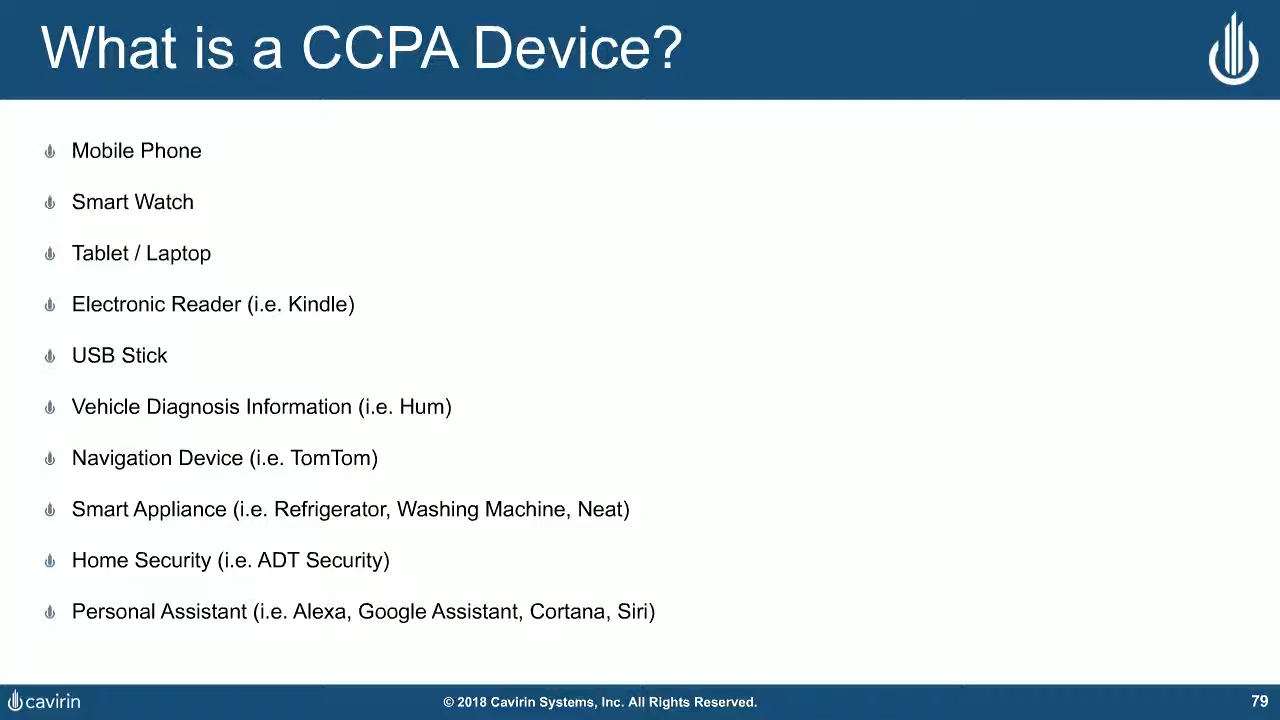 What is a CCPA Device?
Mobile Phone
Smart Watch
Tablet / Laptop
Electronic Reader (i.e. Kindle)
USB Stick
Vehicle Diagnosis Information (i.e. Hum)
Navigation Device (i.e. TomTom)
Smart Appliance (i.e. Refrigerator, Washing Machine, Neat)
Home Security (i.e. ADT Security)
Personal Assistant (i.e. Alexa, Google Assistant, Cortana, Siri)
cavirin
© 2018 Cavirin Systems, Inc. All Rights Reserved.
79